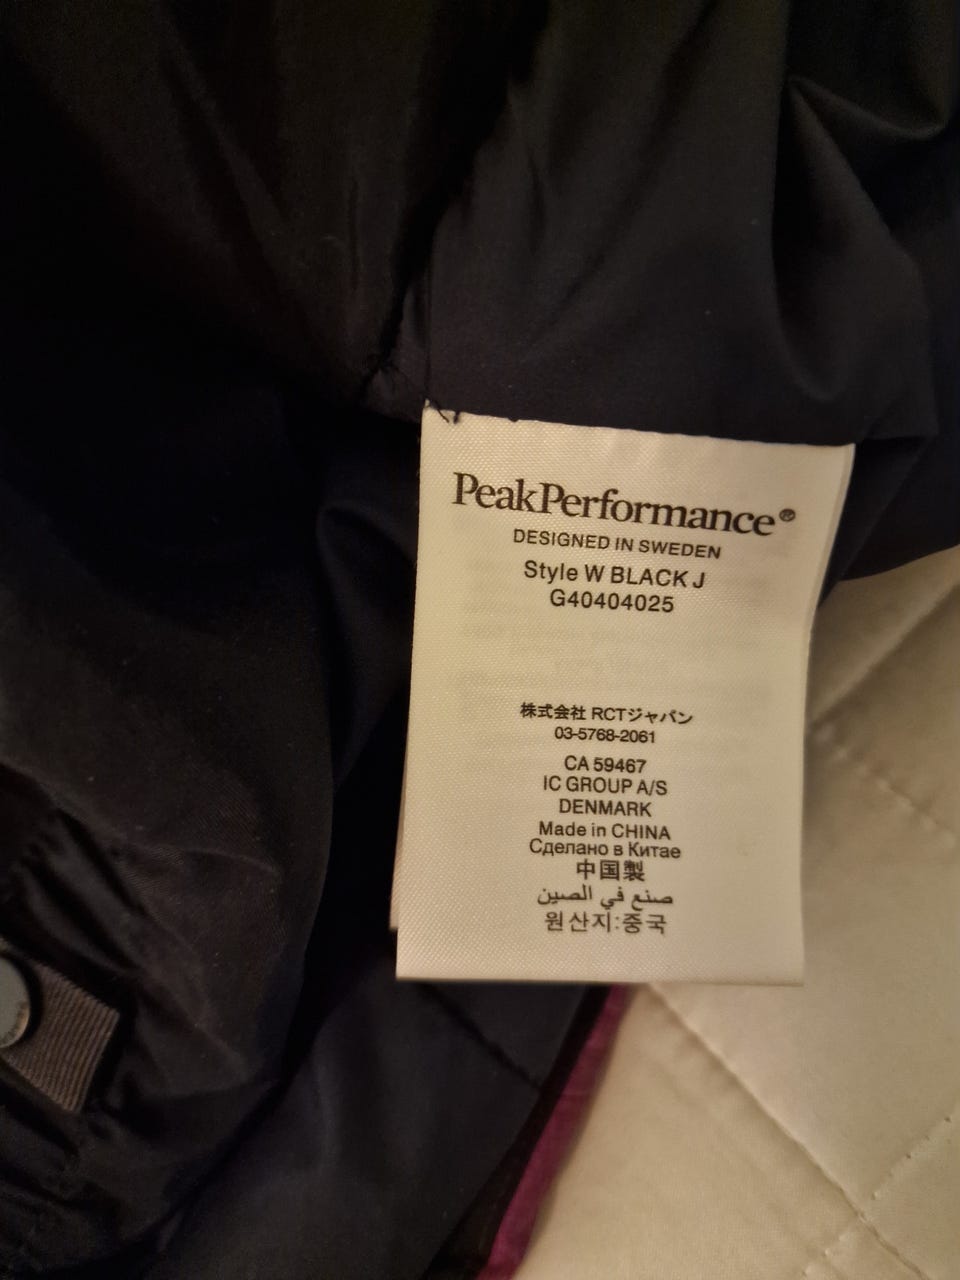 PeakPerformance®
DESIGNED IN SWEDEN
Style W BLACK J
G40404025
株式会社 RCTジャパン
03-5768-2061
CA 59467
IC GROUP A/S
DENMARK
Made in CHINA
Сделано в Китае
中国製
صنع في الصين
원산지:중국